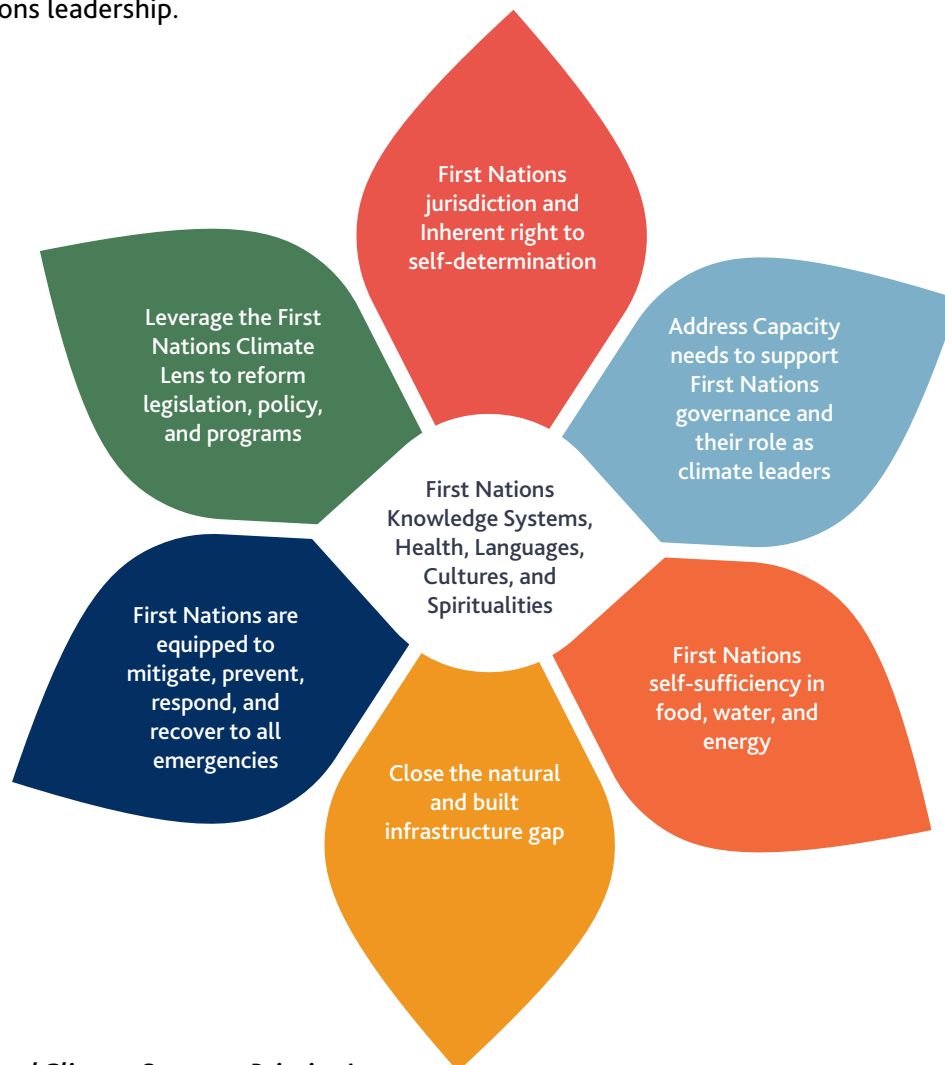 ons leadership.
First Nations
jurisdiction and
Inherent right to
self-determination
Address Capacity
needs to support
First Nations
governance and
their role as
climate leaders
First Nations
self-sufficiency in
food, water, and
energy
Close the natural
and built
infrastructure gap
First Nations are
equipped to
mitigate, prevent,
respond, and
recover to all
emergencies
Leverage the First
Nations Climate
Lens to reform
legislation, policy,
and programs
First Nations
Knowledge Systems,
Health, Languages,
Cultures, and
Spiritualities